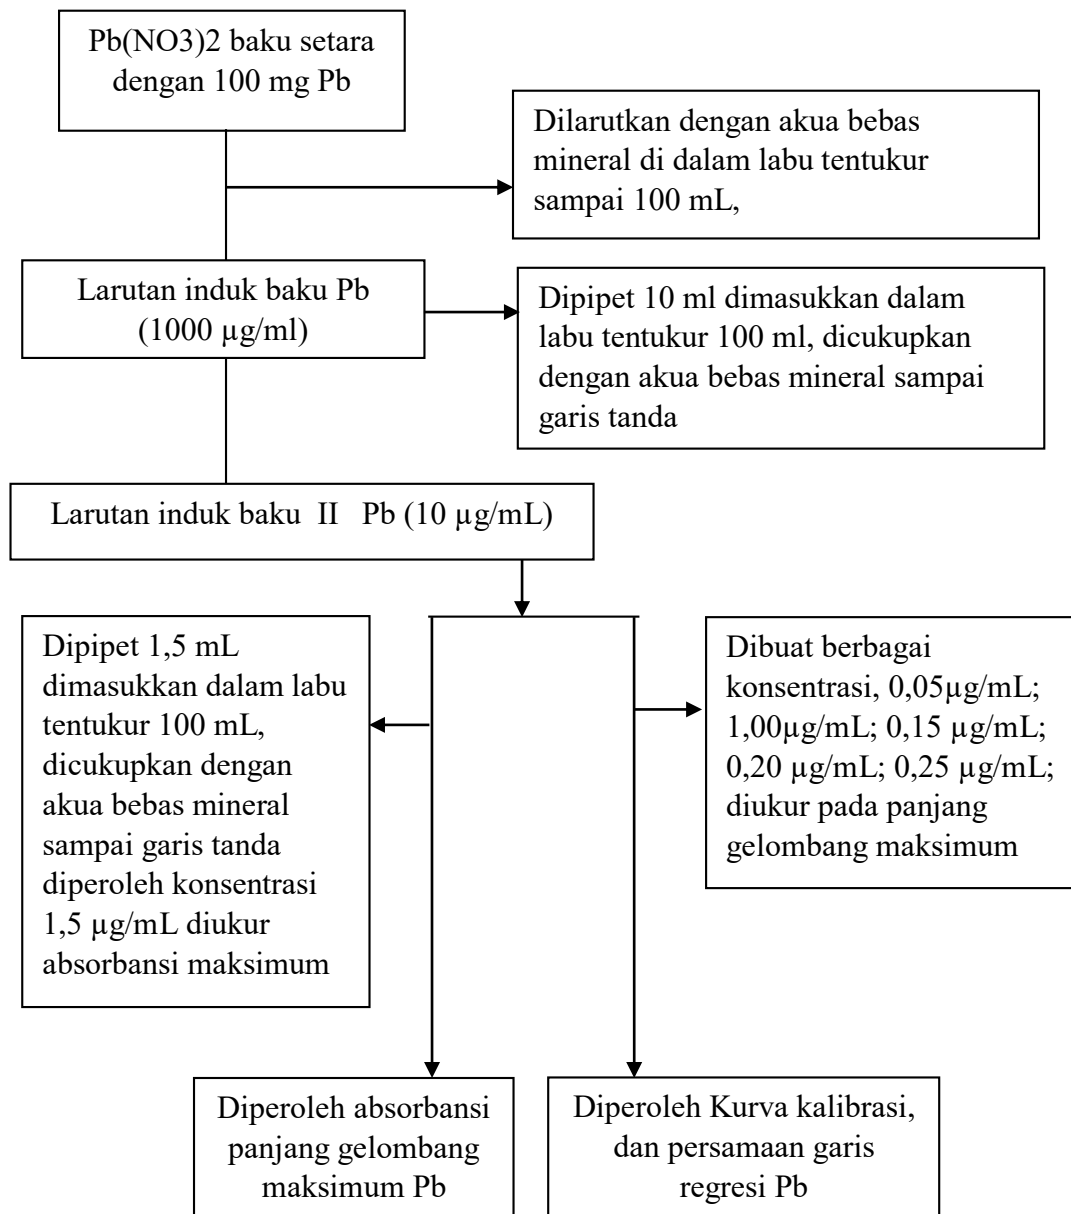 Pb(NO3)2 baku setara
dengan 100 mg Pb
Dilarutkan dengan akua bebas
mineral di dalam labu tentukur
sampai 100 mL,
Larutan induk baku Pb
(1000 µg/ml)
Dipipet 10 ml dimasukkan dalam
labu tentukur 100 ml, dicukupkan
dengan akua bebas mineral sampai
garis tanda
Larutan induk baku II Pb (10 µg/mL)
Dipipet 1,5 mL
dimasukkan dalam labu
tentukur 100 mL,
dicukupkan dengan
akua bebas mineral
sampai garis tanda
diperoleh konsentrasi
1,5 µg/mL diukur
absorbansi maksimum
Dibuat berbagai
konsentrasi, 0,05µg/mL;
1,00µg/mL; 0,15 µg/mL;
0,20 µg/mL; 0,25 µg/mL;
diukur pada panjang
gelombang maksimum
Diperoleh absorbansi
panjang gelombang
maksimum Pb
Diperoleh Kurva kalibrasi,
dan persamaan garis
regresi Pb